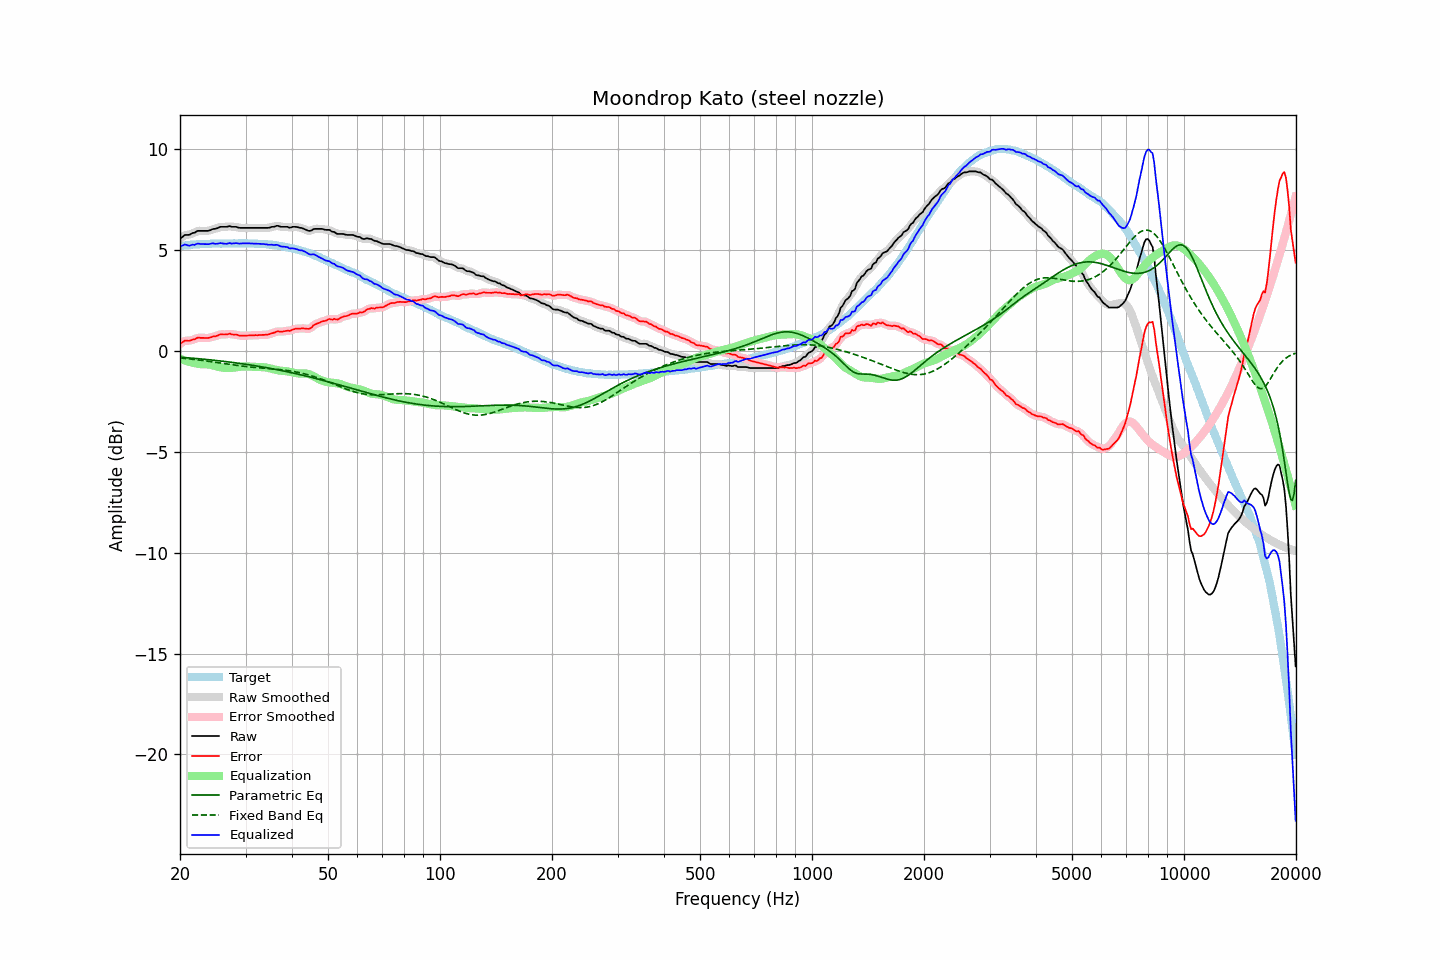 Moondrop Kato (steel nozzle)
10
5
0
−5
−10
−15
−20
Amplitude (dBr)
Target
Raw Smoothed
Error Smoothed
Raw
Error
Equalization
Parametric Eq
Fixed Band Eq
Equalized
20 50 100 200 500 1000 2000 5000 10000 20000
Frequency (Hz)